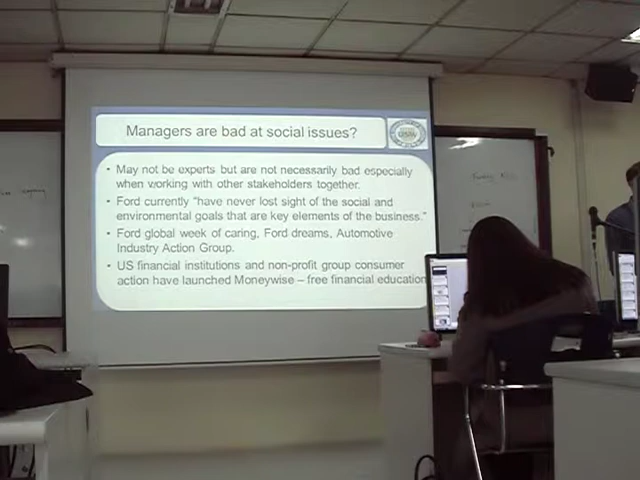 Managers are bad at social issues?
• May not be experts but are not necessarily bad especially
when working with other stakeholders together.
• Ford currently "have never lost sight of the social and
environmental goals that are key elements of the business."
• Ford global week of caring, Ford dreams, Automotive
Industry Action Group.
• US financial institutions and non-profit group consumer
action have launched Moneywise – free financial education